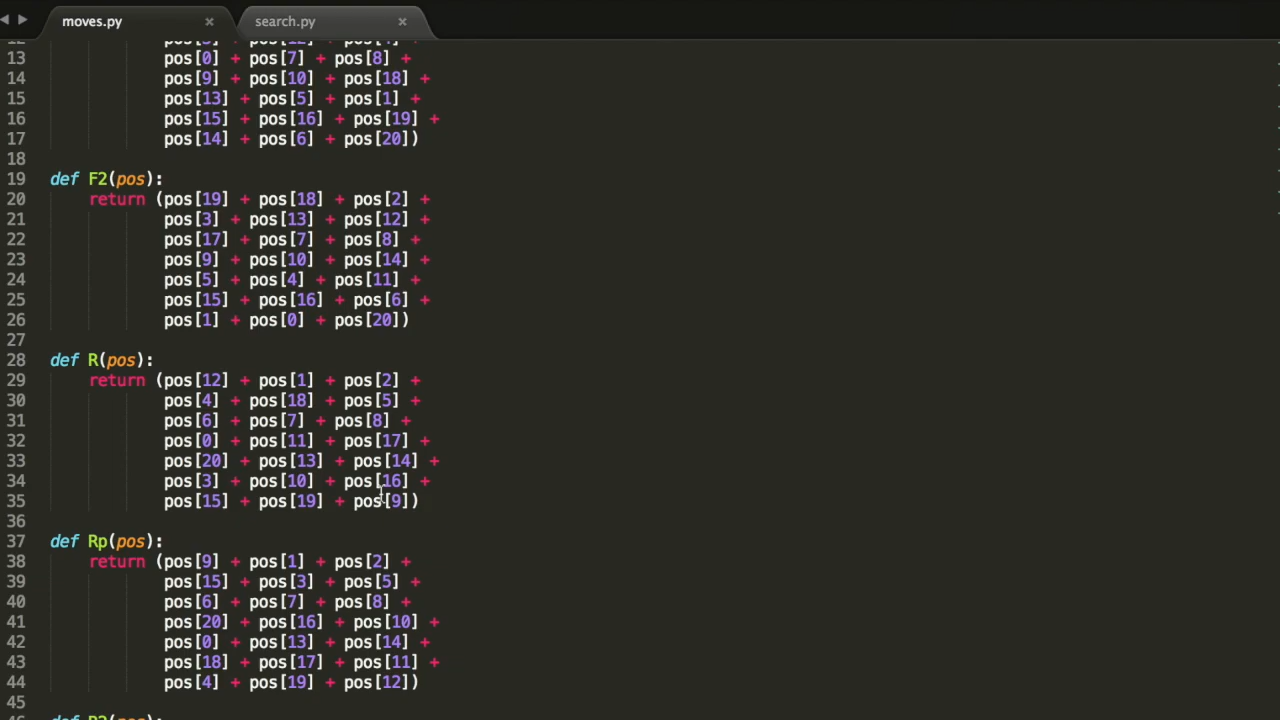 moves.py × search.py ×
13 pos[0] + pos[7] + pos[8] +
14 pos[9] + pos[10] + pos[18] +
15 pos[13] + pos[5] + pos[1] +
16 pos[15] + pos[16] + pos[19] +
17 pos[14] + pos[6] + pos[20])
18
19 def F2(pos):
20 return (pos[19] + pos[18] + pos[2] +
21 pos[3] + pos[13] + pos[12] +
22 pos[17] + pos[7] + pos[8] +
23 pos[9] + pos[10] + pos[14] +
24 pos[5] + pos[4] + pos[11] +
25 pos[15] + pos[16] + pos[6] +
26 pos[1] + pos[0] + pos[20])
27
28 def R(pos):
29 return (pos[12] + pos[1] + pos[2] +
30 pos[4] + pos[18] + pos[5] +
31 pos[6] + pos[7] + pos[8] +
32 pos[0] + pos[11] + pos[17] +
33 pos[20] + pos[13] + pos[14] +
34 pos[3] + pos[10] + pos[16] +
35 pos[15] + pos[19] + pos[9])
36
37 def Rp(pos):
38 return (pos[9] + pos[1] + pos[2] +
39 pos[15] + pos[3] + pos[5] +
40 pos[6] + pos[7] + pos[8] +
41 pos[20] + pos[16] + pos[10] +
42 pos[0] + pos[13] + pos[14] +
43 pos[18] + pos[17] + pos[11] +
44 pos[4] + pos[19] + pos[12])
45